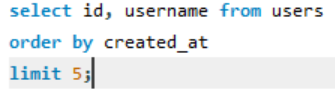 select id, username from users
order by created_at
limit 5;